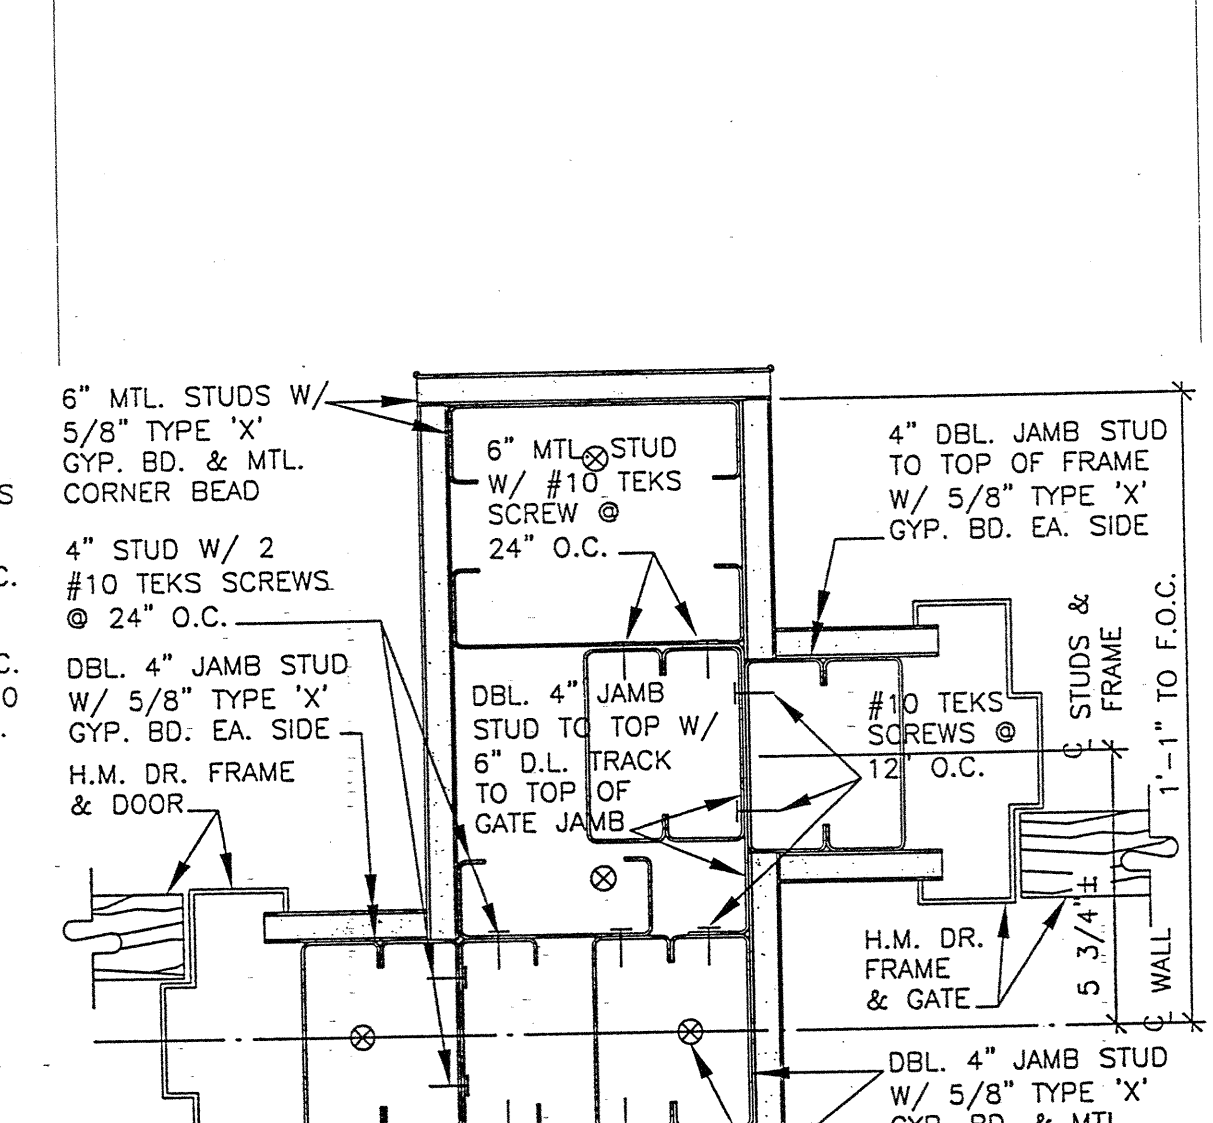 6" MTL. STUDS W/
5/8" TYPE 'X'
GYP. BD. & MTL.
CORNER BEAD
4" STUD W/ 2
#10 TEKS SCREWS
@ 24" O.C.
DBL. 4" JAMB STUD
W/ 5/8" TYPE 'X'
GYP. BD. EA. SIDE
H.M. DR. FRAME
& DOOR
S
C.
C.
0
.
6" MTL STUD
W/ #10 TEKS
SCREW @
24" O.C.
DBL. 4" JAMB
STUD TO TOP W/
6" D.L. TRACK
TO TOP OF
GATE JAMB
4" DBL. JAMB STUD
TO TOP OF FRAME
W/ 5/8" TYPE 'X'
GYP. BD. EA. SIDE
#10 TEKS
SCREWS @
12" O.C.
℄ STUDS &
FRAME
1'-1" TO F.O.C.
5 3/4"±
℄ WALL
H.M. DR.
FRAME
& GATE
DBL. 4" JAMB STUD
W/ 5/8" TYPE 'X'
GYP. BD. & MTL.